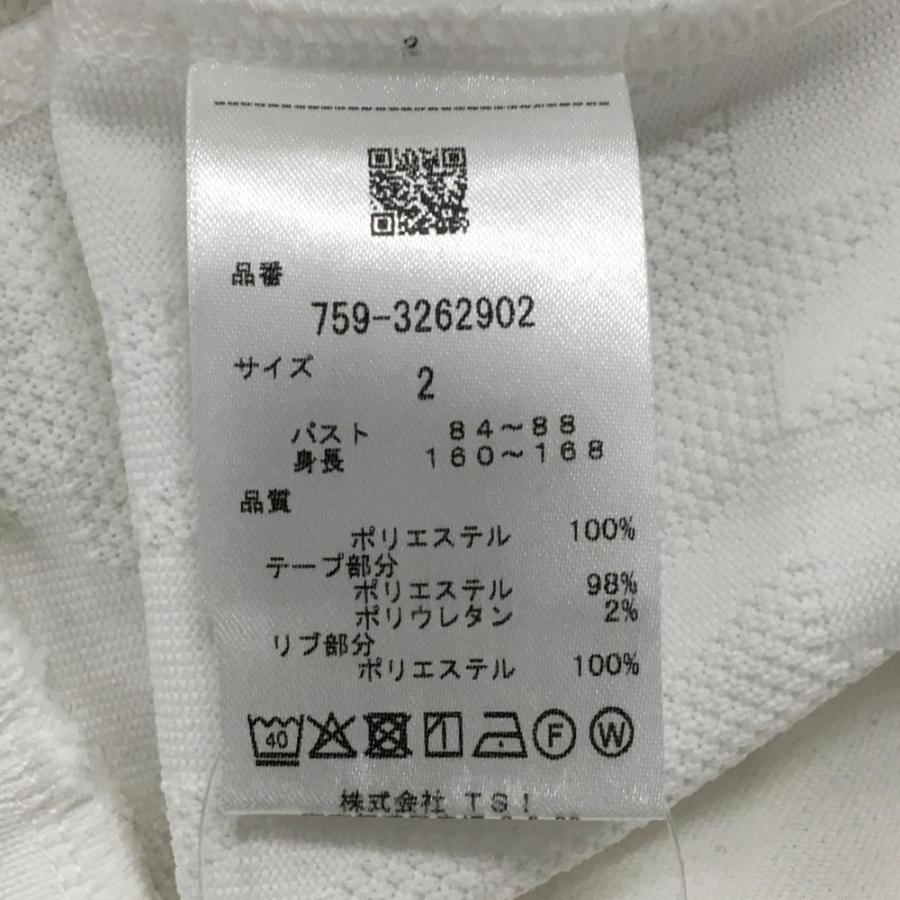 品番
759-3262902
サイズ
2
バスト 84~88
身長 160~168
品質
ポリエステル 100%
テープ部分
ポリエステル 98%
ポリウレタン 2%
リブ部分
ポリエステル 100%
40 F W
株式会社 TSI